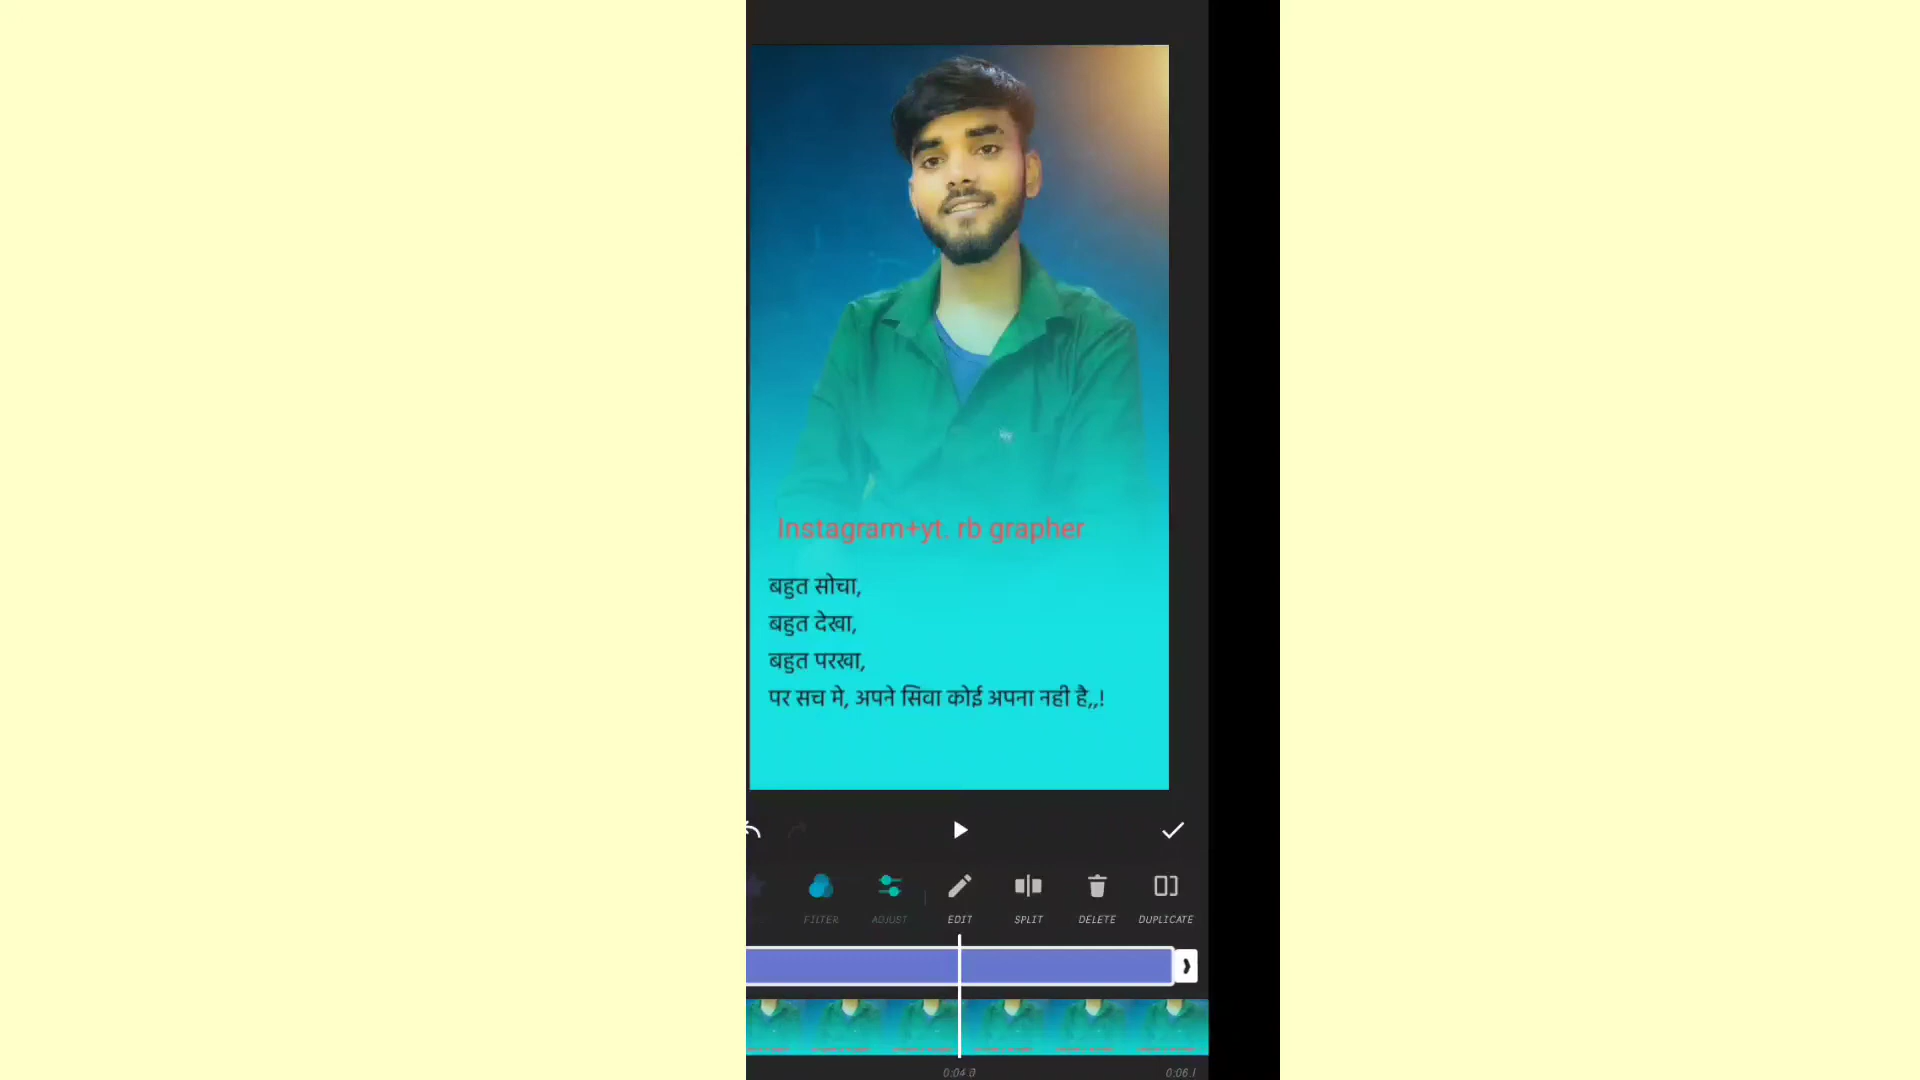 Instagram+yt. rb grapher
बहुत सोचा,
बहुत देखा,
बहुत परखा,
पर सच मे, अपने सिवा कोई अपना नही है,,!
FILTER ADJUST EDIT SPLIT DELETE DUPLICATE